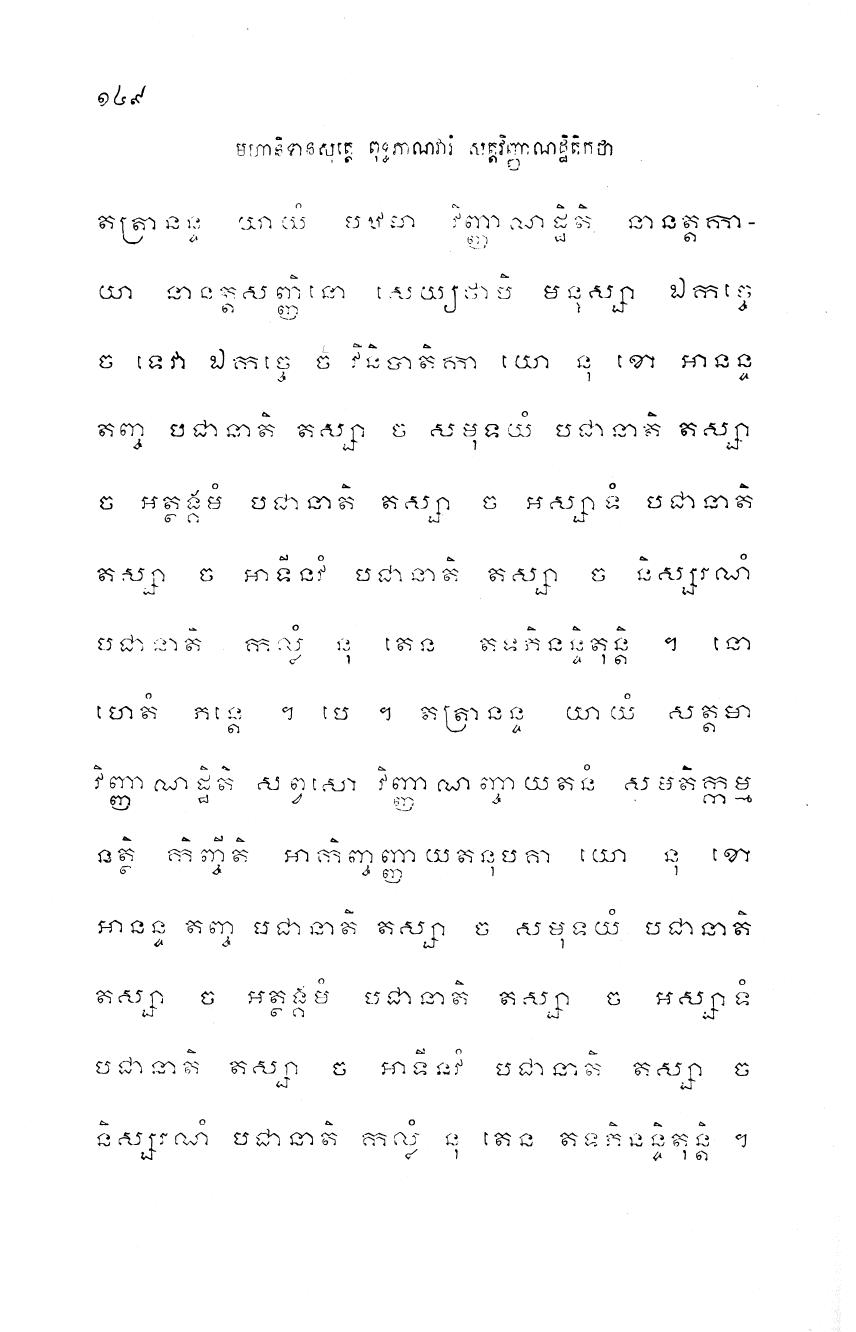 ១៤៩
មហានិទានសុត្តេ ពុទ្ធភាណវារំ សត្តវិញ្ញាណដ្ឋិតិកថា
តត្រានន្ទ យាយំ បឋមា វិញ្ញាណដ្ឋិតិ នានត្តកា-
យា នានត្តសញ្ញិនោ សេយ្យថាបិ មនុស្សា ឯកច្ចេ
ច ទេវា ឯកច្ចេ ច វិនិបាតិកា យោ នុ ខោ អានន្ទ
តញ្ច បជានាតិ តស្សា ច សមុទយំ បជានាតិ តស្សា
ច អត្ថង្គមំ បជានាតិ តស្សា ច អស្សាទំ បជានាតិ
តស្សា ច អាទីនវំ បជានាតិ តស្សា ច និស្សរណំ
បជានាតិ កល្លំ នុ តេន តទភិនន្ទិតុន្តិ ។ នោ
ហេតំ ភន្តេ ។ បេ ។ តត្រានន្ទ យាយំ សត្តមា
វិញ្ញាណដ្ឋិតិ សព្វសោ វិញ្ញាណញ្ចាយតនំ សមតិក្កម្ម
នត្ថិ កិញ្ចីតិ អាកិញ្ចញ្ញាយតនុបគា យោ នុ ខោ
អានន្ទ តញ្ច បជានាតិ តស្សា ច សមុទយំ បជានាតិ
តស្សា ច អត្ថង្គមំ បជានាតិ តស្សា ច អស្សាទំ
បជានាតិ តស្សា ច អាទីនវំ បជានាតិ តស្សា ច
និស្សរណំ បជានាតិ កល្លំ នុ តេន តទភិនន្ទិតុន្តិ ។